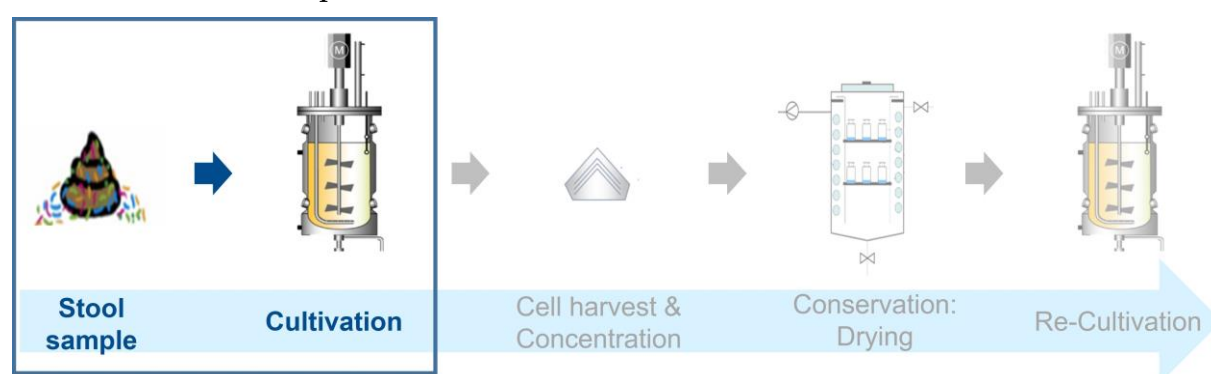 M
M
Stool
sample
Cultivation
Cell harvest &
Concentration
Conservation:
Drying
Re-Cultivation